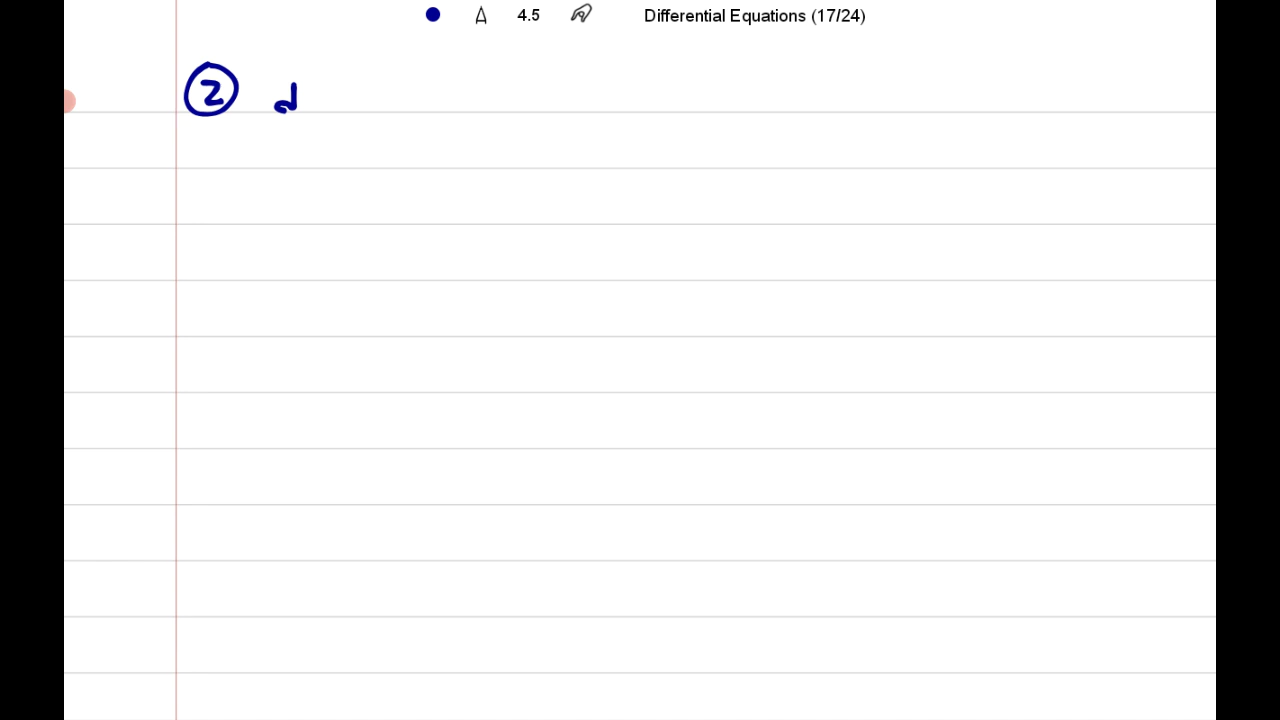 4.5 Differential Equations (17/24)
② d